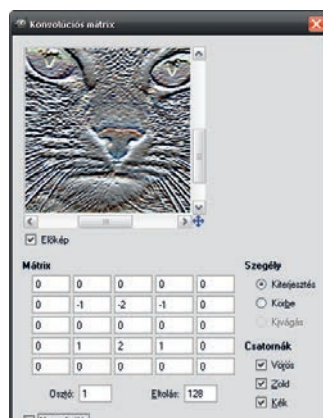 Konvolúciós mátrix
Előkép
Mátrix
Szegély
0 0 0 0 0
Kiterjesztés
0 -1 -2 -1 0
Körbe
0 0 0 0 0
Kivágás
0 1 2 1 0
Csatornák
0 0 0 0 0
Vörös
Osztó: 1 Eltolás: 128
Zöld
Kék